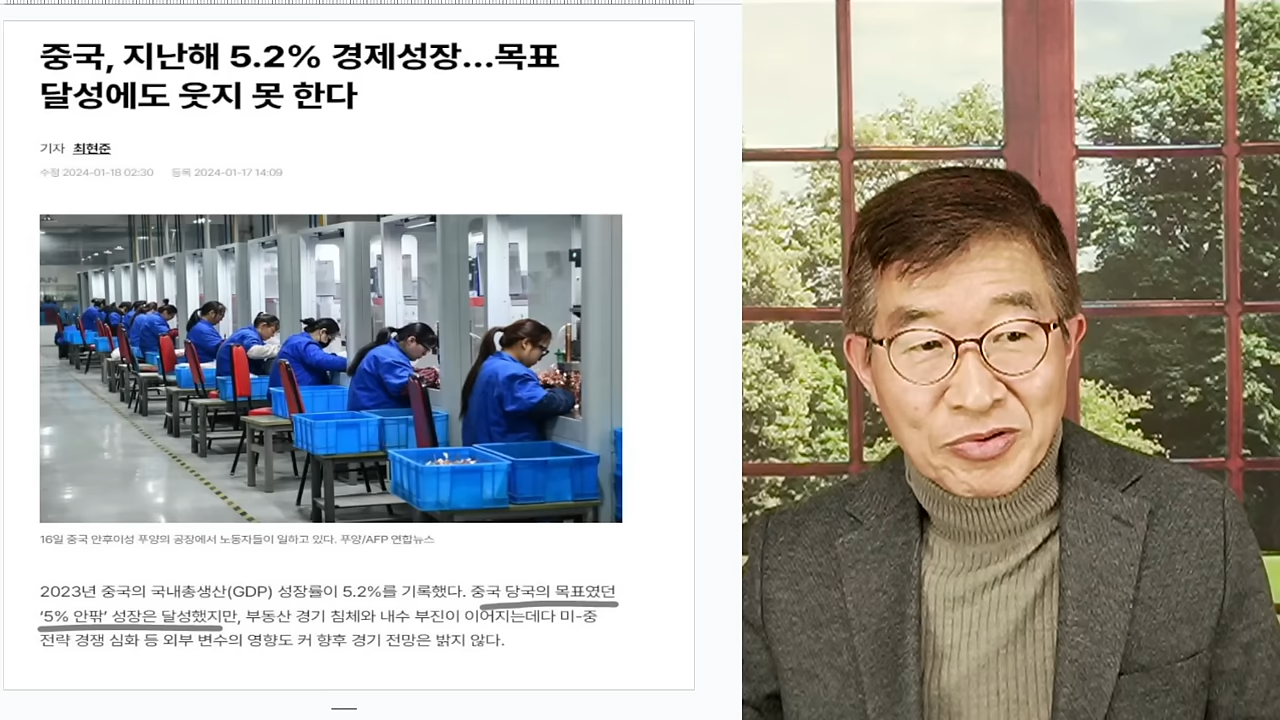 중국, 지난해 5.2% 경제성장…목표
달성에도 웃지 못 한다
기자 최현준
수정 2024-01-18 02:30 등록 2024-01-17 14:09
16일 중국 안후이성 푸양의 공장에서 노동자들이 일하고 있다. 푸양/AFP 연합뉴스
2023년 중국의 국내총생산(GDP) 성장률이 5.2%를 기록했다. 중국 당국의 목표였던
‘5% 안팎’ 성장은 달성했지만, 부동산 경기 침체와 내수 부진이 이어지는데다 미-중
전략 경쟁 심화 등 외부 변수의 영향도 커 향후 경기 전망은 밝지 않다.